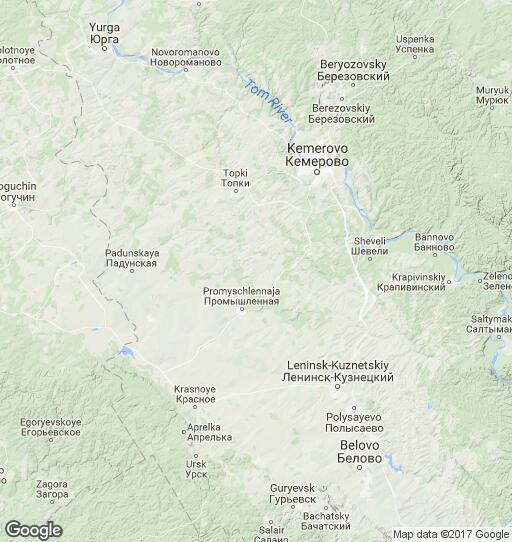 Yurga
Юрга
Novoromanovo
Новороманово
Uspenka
Успенка
olotnoye
олотное
Beryozovsky
Березовский
Tom River
Muryuk
Мурюк
Berezovskiy
Березовский
Kemerovo
Кемерово
Topki
Топки
oguchin
огучин
Sheveli
Шевели
Bannovo
Банново
Padunskaya
Падунская
Krapivinskiy
Крапивинский
Zeleno
Зелен
Promyschlennaja
Промышленная
Saltymak
Салтыман
Leninsk-Kuznetskiy
Ленинск-Кузнецкий
Krasnoye
Красное
Polysayevo
Полысаево
Egoryevskoye
Егорьевское
Aprelka
Апрелька
Belovo
Белово
Ursk
Урск
Zagora
Загора
Guryevsk
Гурьевск
Bachatsky
Бачатский
Salair
Салаир
Google
Map data ©2017 Google